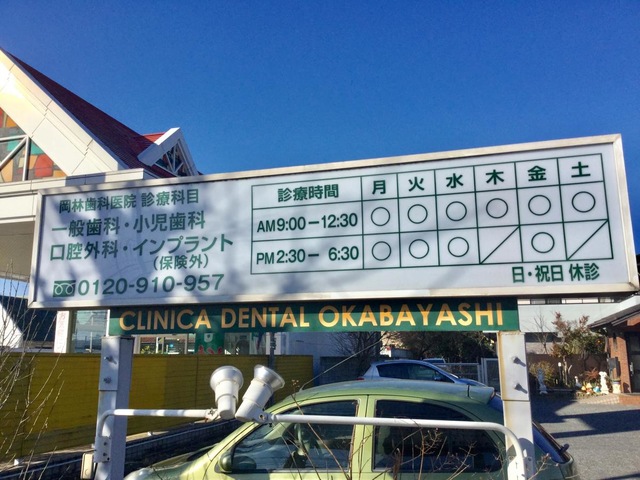 岡林歯科医院 診療科目
一般歯科・小児歯科
口腔外科・インプラント
(保険外)
0120-910-957
診療時間 月 火 水 木 金 土
AM9:00-12:30 ○ ○ ○ ○ ○ ○
PM2:30- 6:30 ○ ○ ○ / ○ /
日・祝日 休診
CLINICA DENTAL OKABAYASHI